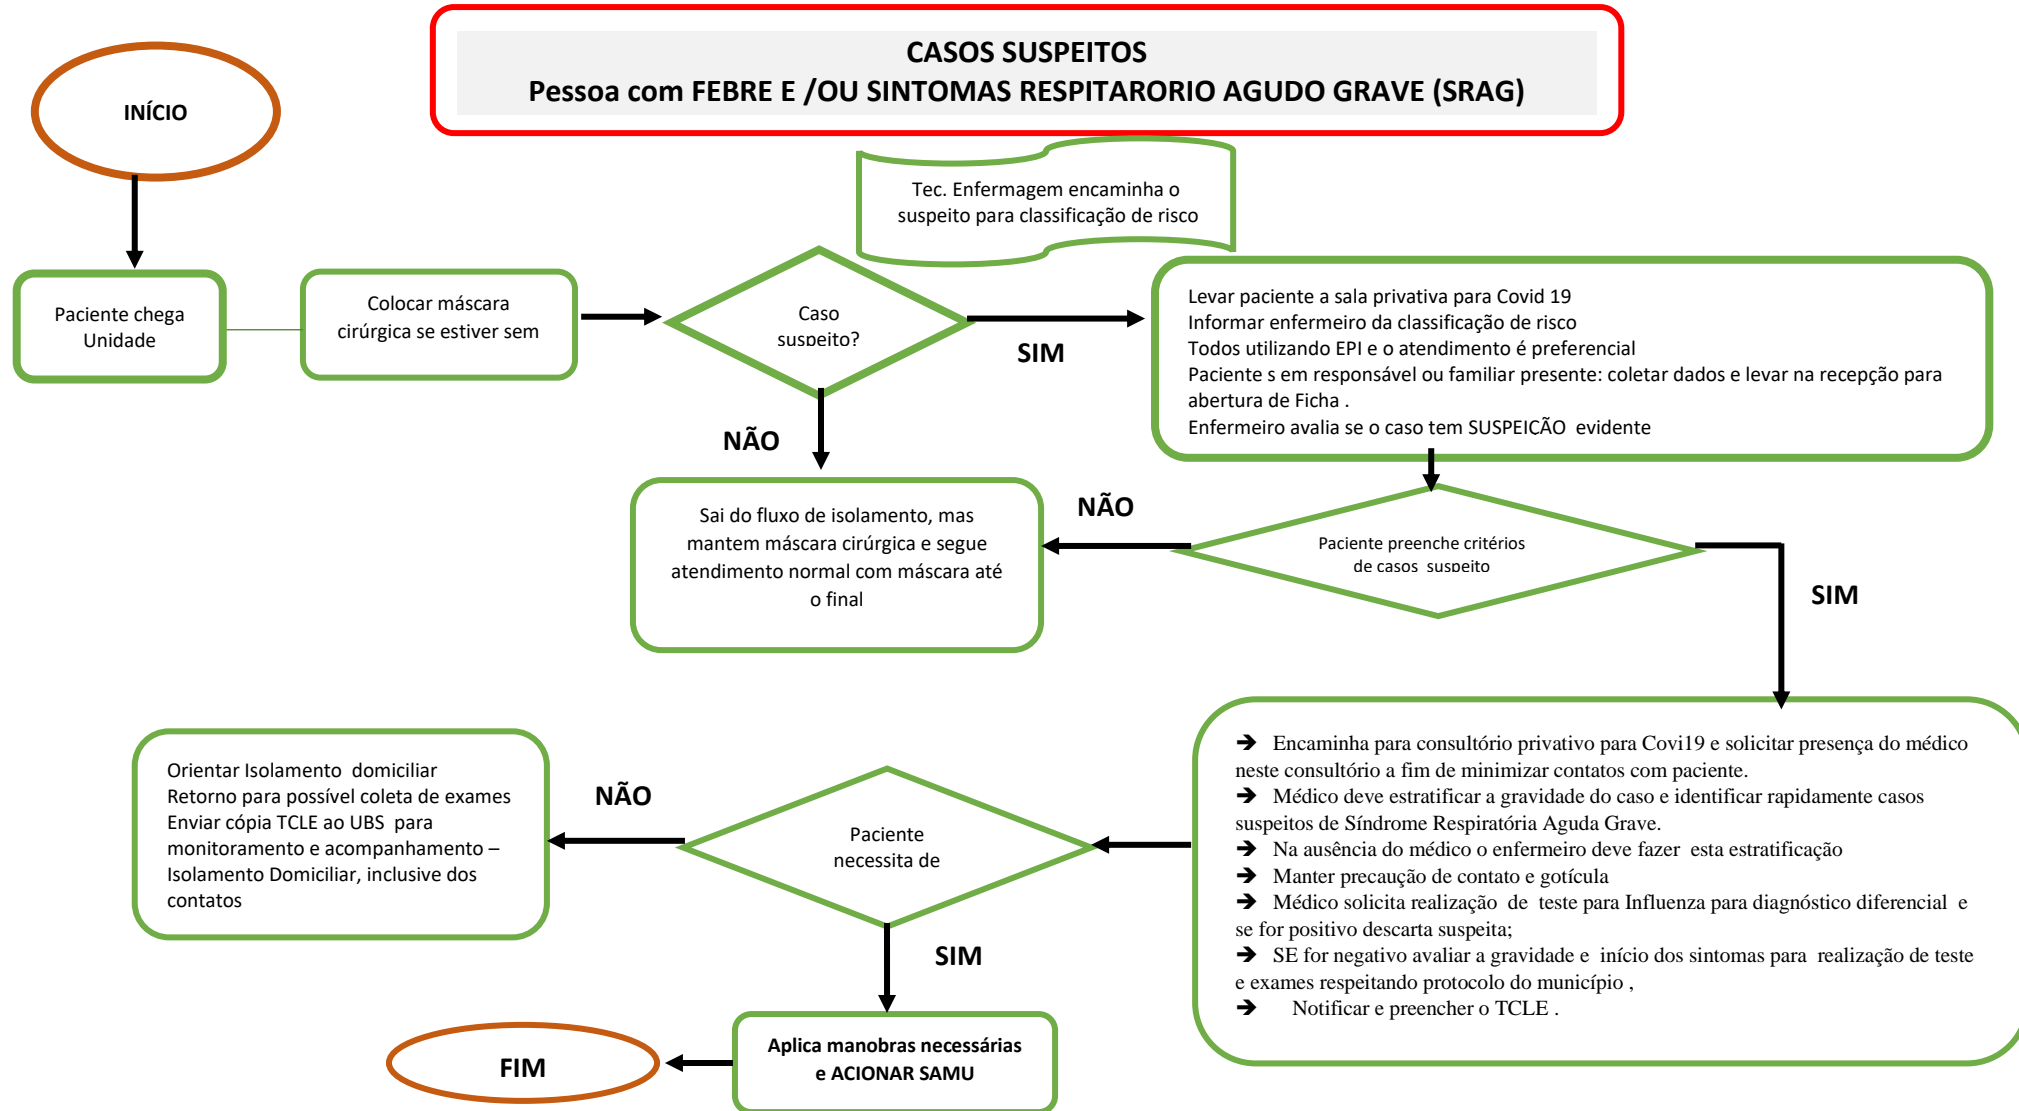 CASOS SUSPEITOS
Pessoa com FEBRE E /OU SINTOMAS RESPITARORIO AGUDO GRAVE (SRAG)
INÍCIO
Tec. Enfermagem encaminha o
suspeito para classificação de risco
Paciente chega
Unidade
Colocar máscara
cirúrgica se estiver sem
Caso
suspeito?
SIM
Levar paciente a sala privativa para Covid 19
Informar enfermeiro da classificação de risco
Todos utilizando EPI e o atendimento é preferencial
Paciente s em responsável ou familiar presente: coletar dados e levar na recepção para
abertura de Ficha .
Enfermeiro avalia se o caso tem SUSPEIÇÃO evidente
NÃO
Sai do fluxo de isolamento, mas
mantem máscara cirúrgica e segue
atendimento normal com máscara até
o final
NÃO
Paciente preenche critérios
de casos suspeito
SIM
➔ Encaminha para consultório privativo para Covi19 e solicitar presença do médico
neste consultório a fim de minimizar contatos com paciente.
➔ Médico deve estratificar a gravidade do caso e identificar rapidamente casos
suspeitos de Síndrome Respiratória Aguda Grave.
➔ Na ausência do médico o enfermeiro deve fazer esta estratificação
➔ Manter precaução de contato e gotícula
➔ Médico solicita realização de teste para Influenza para diagnóstico diferencial e
se for positivo descarta suspeita;
➔ SE for negativo avaliar a gravidade e início dos sintomas para realização de teste
e exames respeitando protocolo do município ,
➔ Notificar e preencher o TCLE .
Paciente
necessita de
NÃO
Orientar Isolamento domiciliar
Retorno para possível coleta de exames
Enviar cópia TCLE ao UBS para
monitoramento e acompanhamento –
Isolamento Domiciliar, inclusive dos
contatos
SIM
Aplica manobras necessárias
e ACIONAR SAMU
FIM